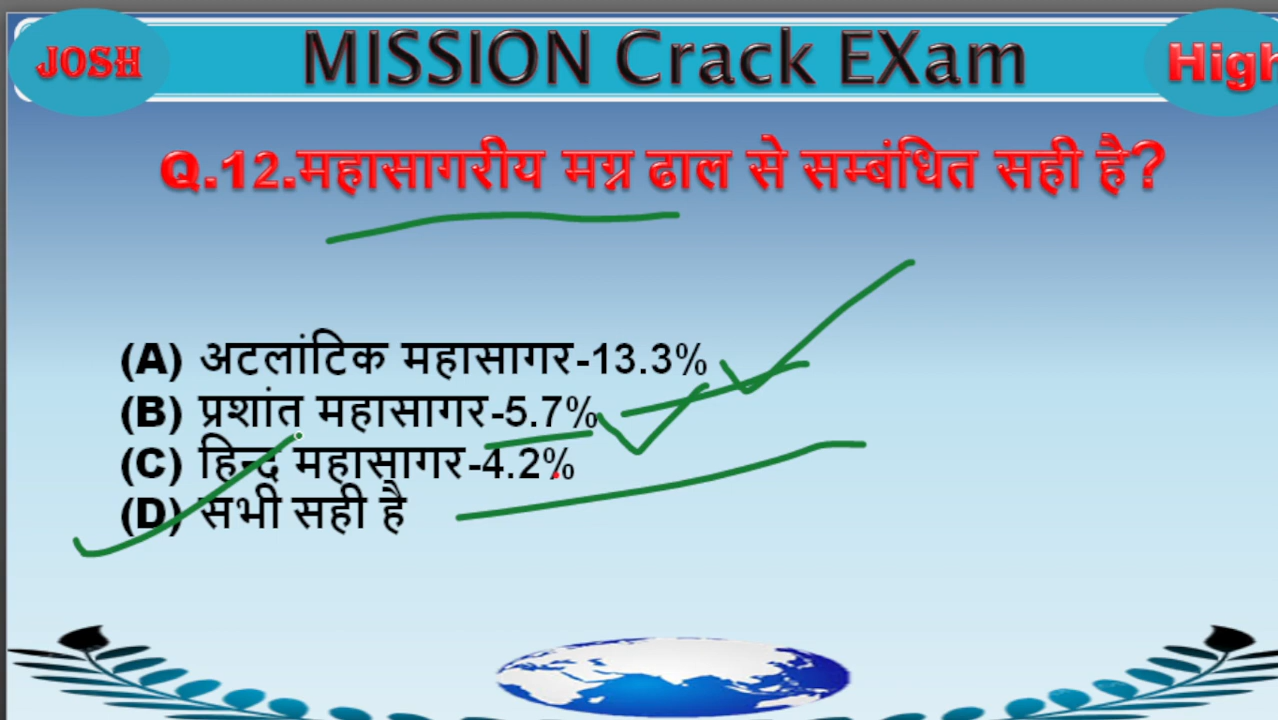 JOSH
MISSION Crack EXam
High
Q.12.महासागरीय मग्न ढाल से सम्बंधित सही है?
(A) अटलांटिक महासागर-13.3%
(B) प्रशांत महासागर-5.7%
(C) हिन्द महासागर-4.2%
(D) सभी सही है